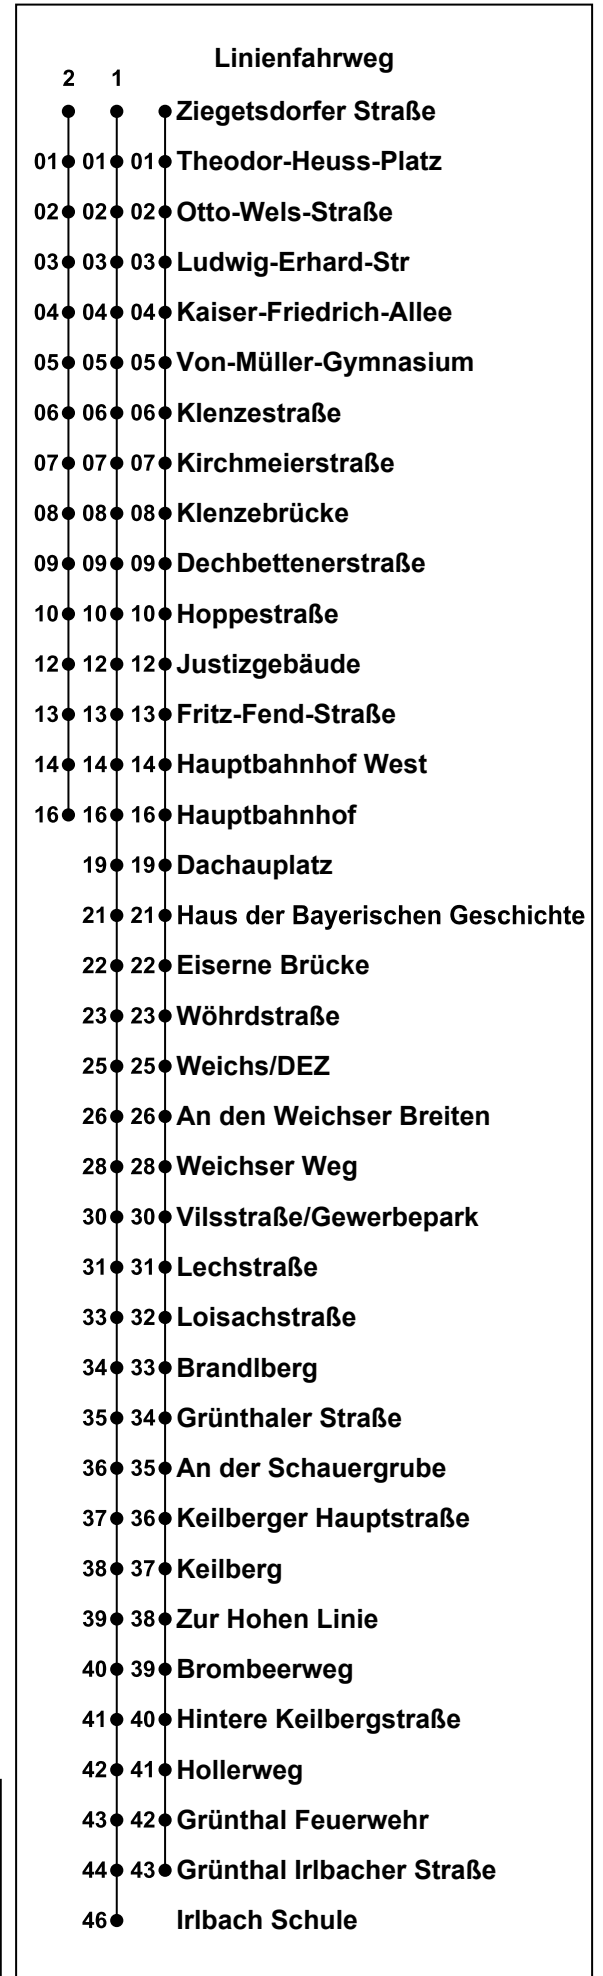 Linienfahrweg
2 1
Ziegetsdorfer Straße
01 01 01 Theodor-Heuss-Platz
02 02 02 Otto-Wels-Straße
03 03 03 Ludwig-Erhard-Str
04 04 04 Kaiser-Friedrich-Allee
05 05 05 Von-Müller-Gymnasium
06 06 06 Klenzestraße
07 07 07 Kirchmeierstraße
08 08 08 Klenzebrücke
09 09 09 Dechbettenerstraße
10 10 10 Hoppestraße
12 12 12 Justizgebäude
13 13 13 Fritz-Fend-Straße
14 14 14 Hauptbahnhof West
16 16 16 Hauptbahnhof
19 19 Dachauplatz
21 21 Haus der Bayerischen Geschichte
22 22 Eiserne Brücke
23 23 Wöhrdstraße
25 25 Weichs/DEZ
26 26 An den Weichser Breiten
28 28 Weichser Weg
30 30 Vilsstraße/Gewerbepark
31 31 Lechstraße
33 32 Loisachstraße
34 33 Brandlberg
35 34 Grünthaler Straße
36 35 An der Schauergrube
37 36 Keilberger Hauptstraße
38 37 Keilberg
39 38 Zur Hohen Linie
40 39 Brombeerweg
41 40 Hintere Keilbergstraße
42 41 Hollerweg
43 42 Grünthal Feuerwehr
44 43 Grünthal Irlbacher Straße
46 Irlbach Schule